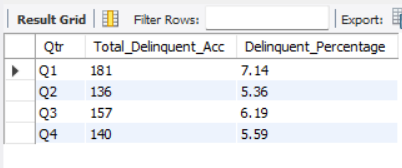 Result Grid Filter Rows: Export:
Qtr Total_Delinquent_Acc Delinquent_Percentage
Q1 181 7.14
Q2 136 5.36
Q3 157 6.19
Q4 140 5.59